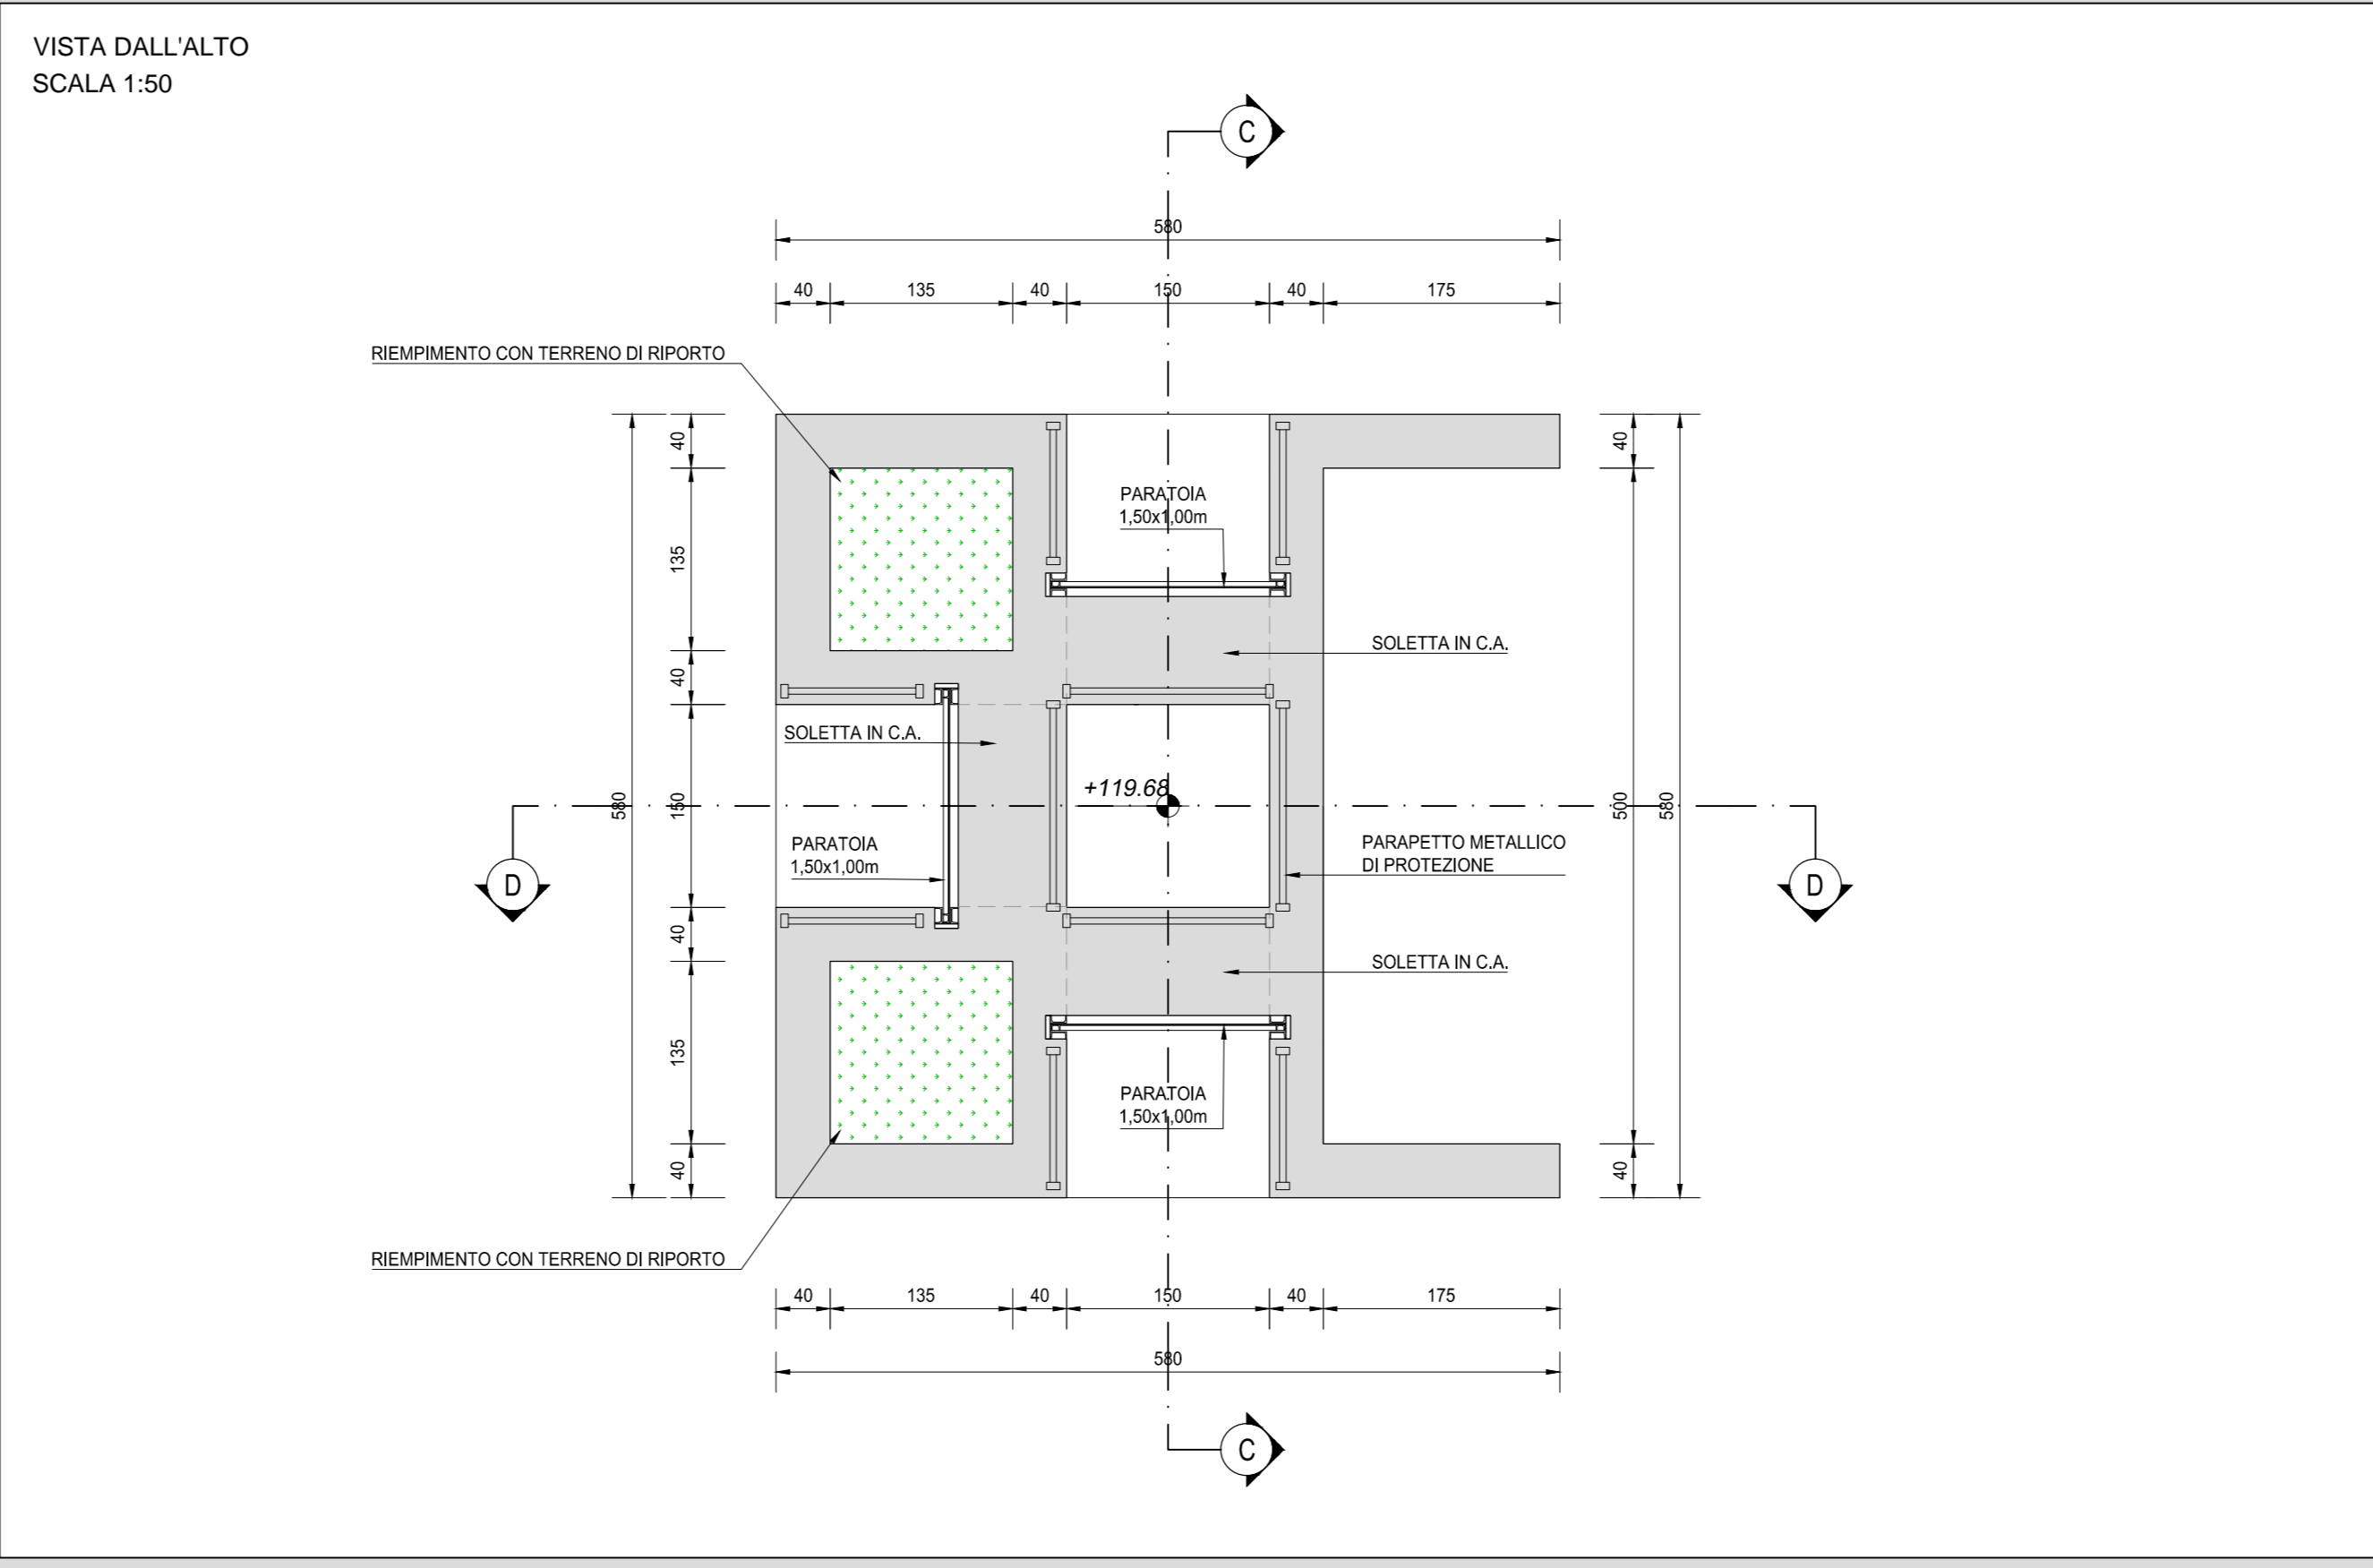 VISTA DALL'ALTO
SCALA 1:50
C
580
40 135 40 150 40 175
RIEMPIMENTO CON TERRENO DI RIPORTO
40
40
PARATOIA
1,50x1,00m
135
SOLETTA IN C.A.
40
SOLETTA IN C.A.
+119.68
580
150
500
580
PARATOIA
1,50x1,00m
PARAPETTO METALLICO
DI PROTEZIONE
D
D
40
SOLETTA IN C.A.
135
PARATOIA
1,50x1,00m
40
40
RIEMPIMENTO CON TERRENO DI RIPORTO
40 135 40 150 40 175
580
C